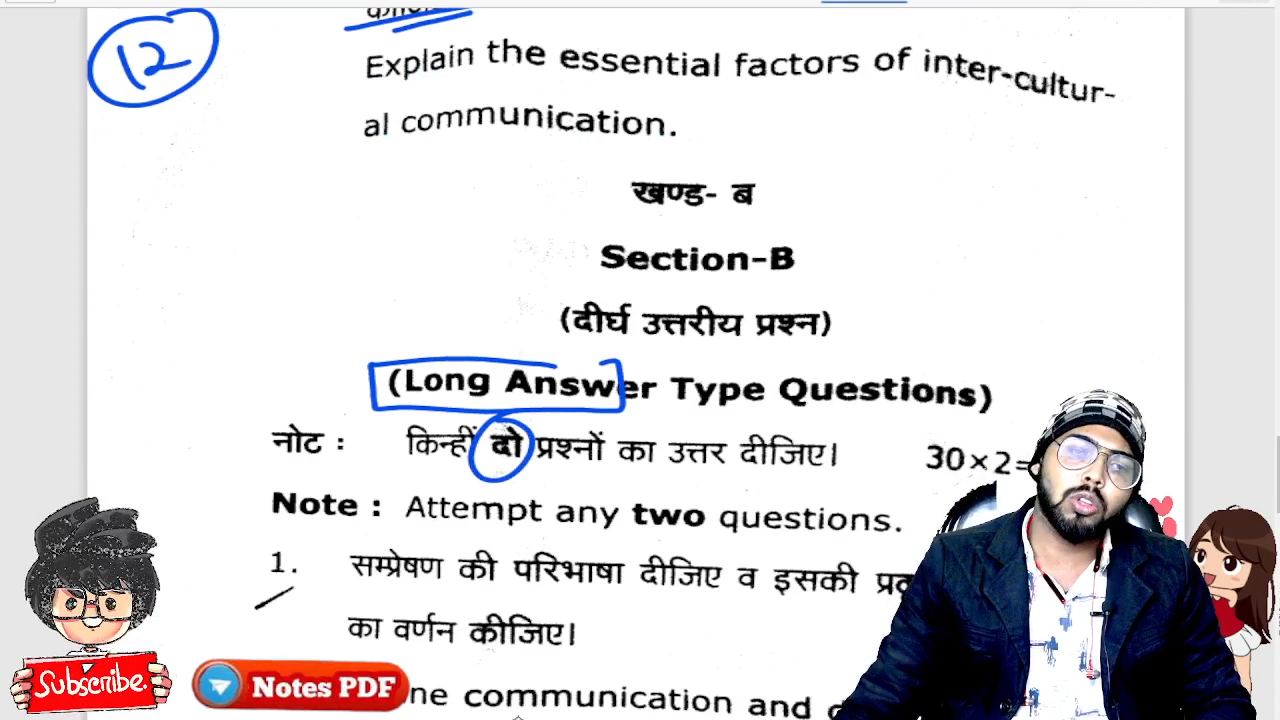 12
Explain the essential factors of inter-cultur-
al communication.
खण्ड- ब
Section-B
(दीर्घ उत्तरीय प्रश्न)
(Long Answer Type Questions)
नोट : किन्हीं दो प्रश्नों का उत्तर दीजिए। 30×2=
Note : Attempt any two questions.
1. सम्प्रेषण की परिभाषा दीजिए व इसकी
का वर्णन कीजिए।
communication and
Subscribe.
Notes PDF